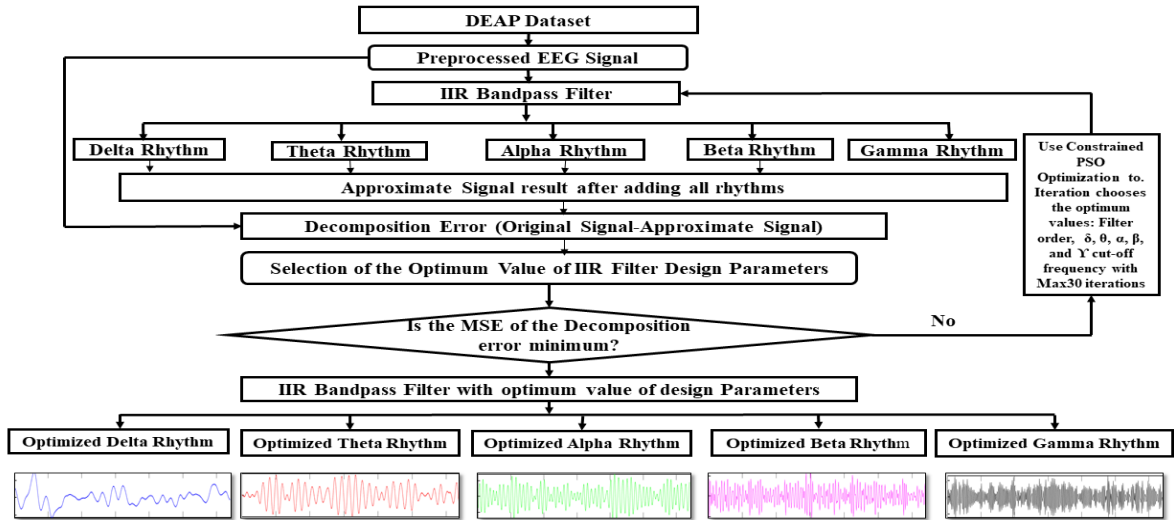 DEAP Dataset
Preprocessed EEG Signal
IIR Bandpass Filter
Delta Rhythm
Theta Rhythm
Alpha Rhythm
Beta Rhythm
Gamma Rhythm
Approximate Signal result after adding all rhythms
Decomposition Error (Original Signal-Approximate Signal)
Selection of the Optimum Value of IIR Filter Design Parameters
Is the MSE of the Decomposition
error minimum?
No
Use Constrained
PSO
Optimization to.
Iteration chooses
the optimum
values: Filter
order, δ, θ, α, β,
and ϒ cut-off
frequency with
Max30 iterations
IIR Bandpass Filter with optimum value of design Parameters
Optimized Delta Rhythm
Optimized Theta Rhythm
Optimized Alpha Rhythm
Optimized Beta Rhythm
Optimized Gamma Rhythm